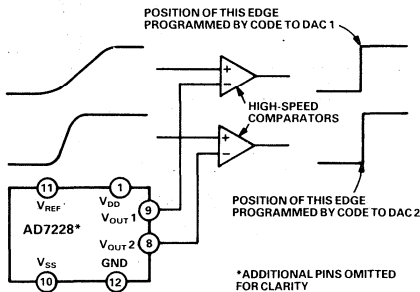 POSITION OF THIS EDGE
PROGRAMMED BY CODE TO DAC 1
+
−
HIGH-SPEED
COMPARATORS
+
−
POSITION OF THIS EDGE
PROGRAMMED BY CODE TO DAC 2
11
1
VREF
VDD
VOUT 1
9
AD7228*
VOUT 2
8
VSS
GND
10
12
*ADDITIONAL PINS OMITTED
FOR CLARITY